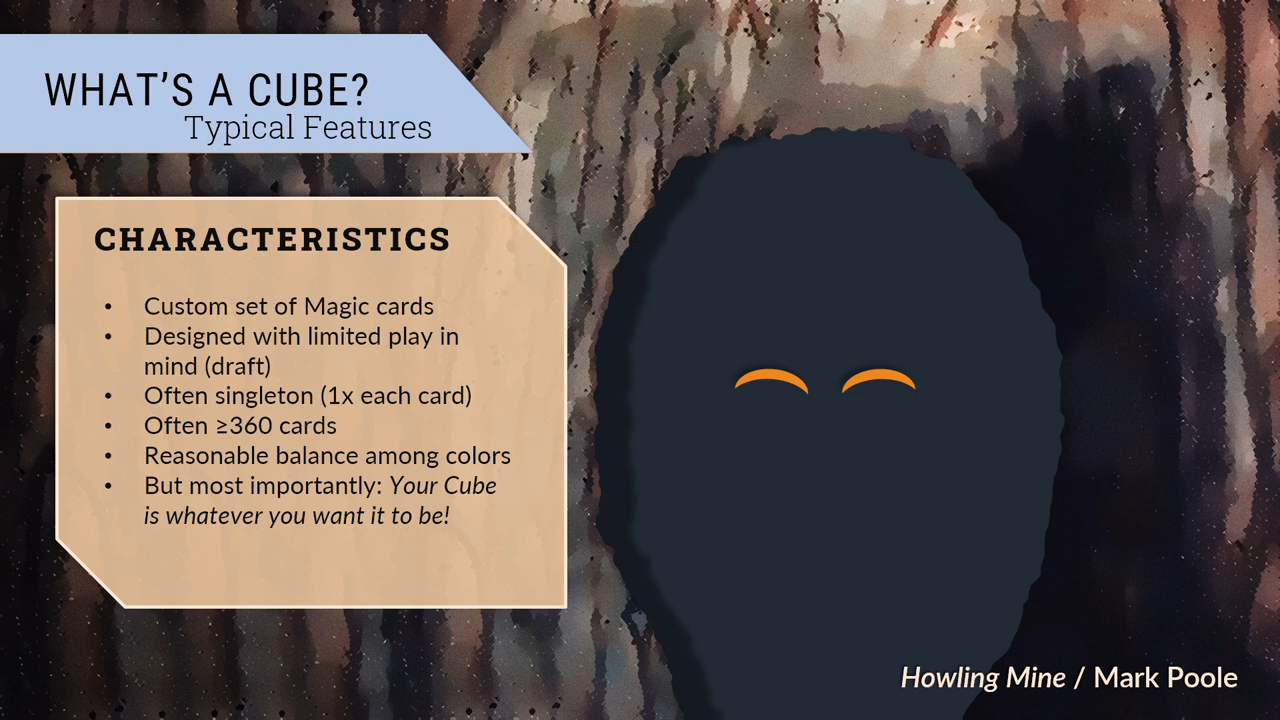 WHAT’S A CUBE?
Typical Features
CHARACTERISTICS
• Custom set of Magic cards
• Designed with limited play in
mind (draft)
• Often singleton (1x each card)
• Often ≥360 cards
• Reasonable balance among colors
• But most importantly: Your Cube
is whatever you want it to be!
Howling Mine / Mark Poole